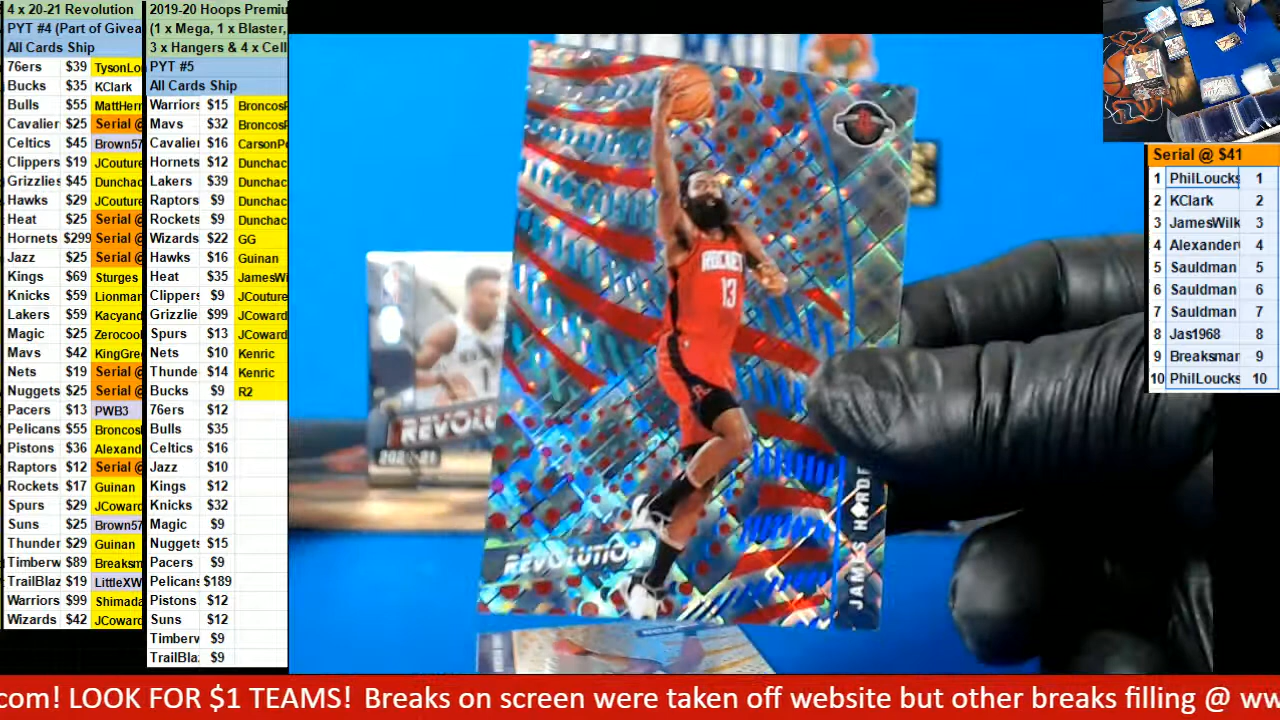 4 x 20-21 Revolution
PYT #4 (Part of Givea
All Cards Ship
76ers $39 TysonLo
Bucks $35 KClark
Bulls $55 MattHerr
Cavalier $25 Serial @
Celtics $45 Brown57
Clippers $19 JCouture
Grizzlies $45 Dunchac
Hawks $29 JCouture
Heat $25 Serial @
Hornets $299 Serial @
Jazz $25 Serial @
Kings $69 Sturges
Knicks $59 Lionman
Lakers $59 Kacyand
Magic $25 Zerocool
Mavs $42 KingGre
Nets $19 Serial @
Nuggets $25 Serial @
Pacers $13 PWB3
Pelicans $55 Broncos
Pistons $36 Alexand
Raptors $12 Serial @
Rockets $17 Guinan
Spurs $29 JCoward
Suns $25 Brown57
Thunder $29 Guinan
Timberw $89 Breaksm
TrailBlaz $19 LittleXW
Warriors $99 Shimada
Wizards $42 JCoward
2019-20 Hoops Premiu
(1 x Mega, 1 x Blaster,
3 x Hangers & 4 x Cell
PYT #5
All Cards Ship
Warriors $15 BroncosF
Mavs $32 BroncosF
Cavalier $16 CarsonPo
Hornets $12 Dunchac
Lakers $39 Dunchac
Raptors $9 Dunchac
Rockets $9 Dunchac
Wizards $22 GG
Hawks $16 Guinan
Heat $35 JamesWi
Clippers $9 JCouture
Grizzlie $99 JCoward
Spurs $13 JCoward
Nets $10 Kenric
Thunde $14 Kenric
Bucks $9 R2
76ers $12
Bulls $35
Celtics $16
Jazz $10
Kings $12
Knicks $32
Magic $9
Nuggets $15
Pacers $9
Pelicans $189
Pistons $12
Suns $12
Timberv $9
TrailBla $9
ROCKETS
13
REVOLUTION
JAMES HARDE
REVOLU
2020-21
Serial @ $41
1 PhilLoucks 1
2 KClark 2
3 JamesWilk 3
4 Alexander 4
5 Sauldman 5
6 Sauldman 6
7 Sauldman 7
8 Jas1968 8
9 Breaksman 9
10 PhilLoucks 10
com! LOOK FOR $1 TEAMS! Breaks on screen were taken off website but other breaks filling @ ww